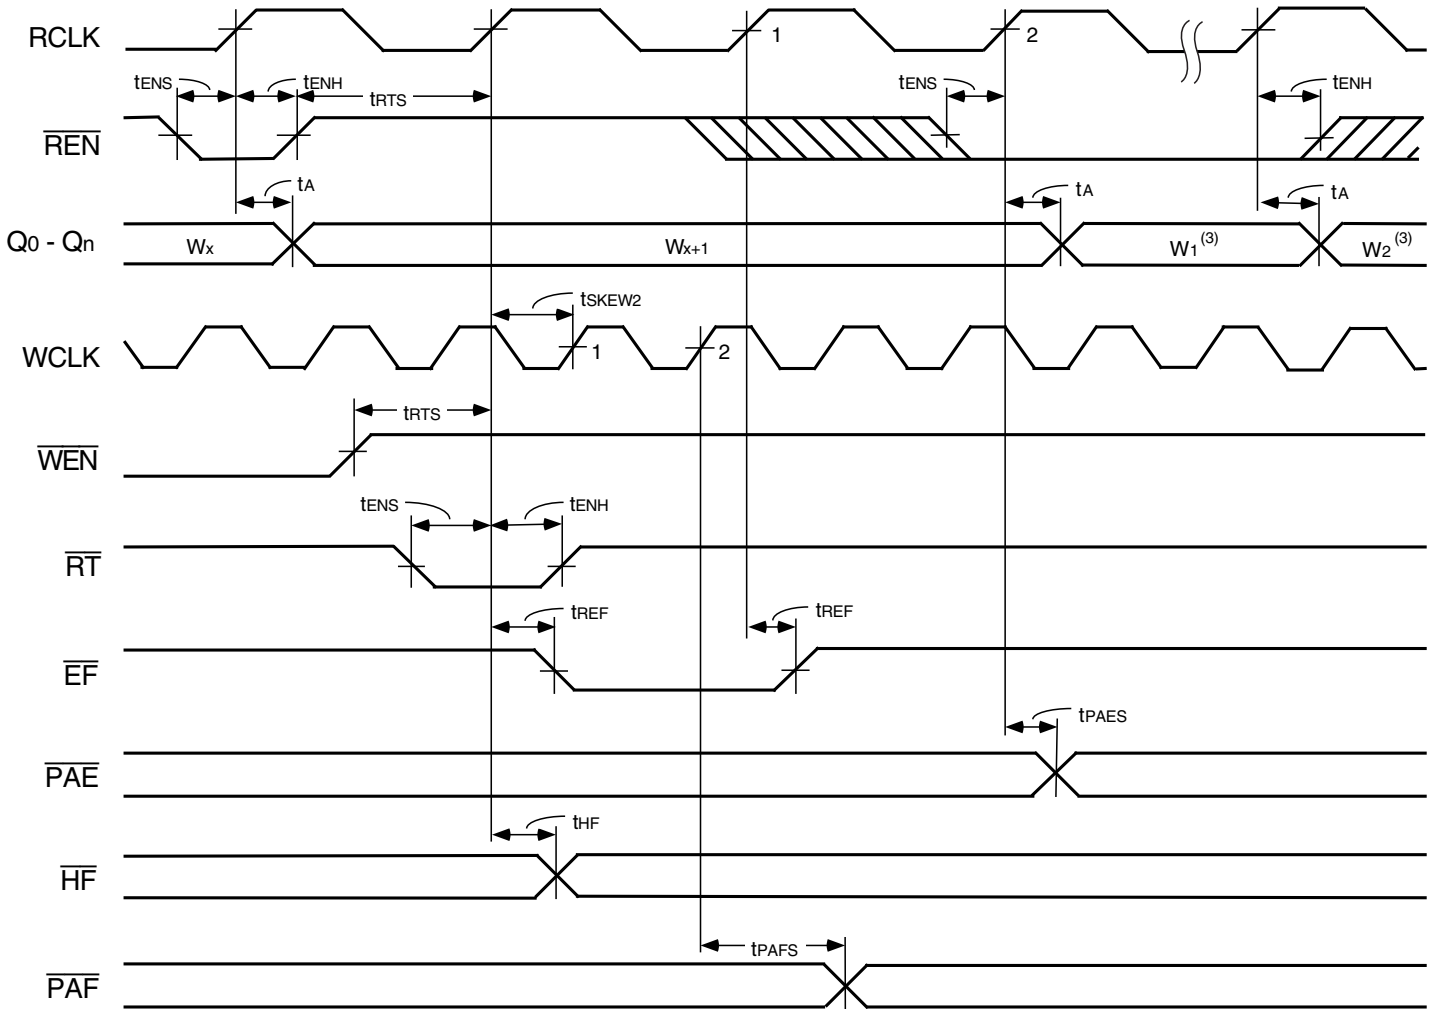 RCLK 1 2
tENS tENH tRTS tENS tENH
REN
tA tA tA
Q0 - Qn Wx Wx+1 W1(3) W2(3)
tSKEW2
WCLK 1 2
tRTS
WEN
tENS tENH
RT
tREF tREF
EF
tPAES
PAE
tHF
HF
tPAFS
PAF